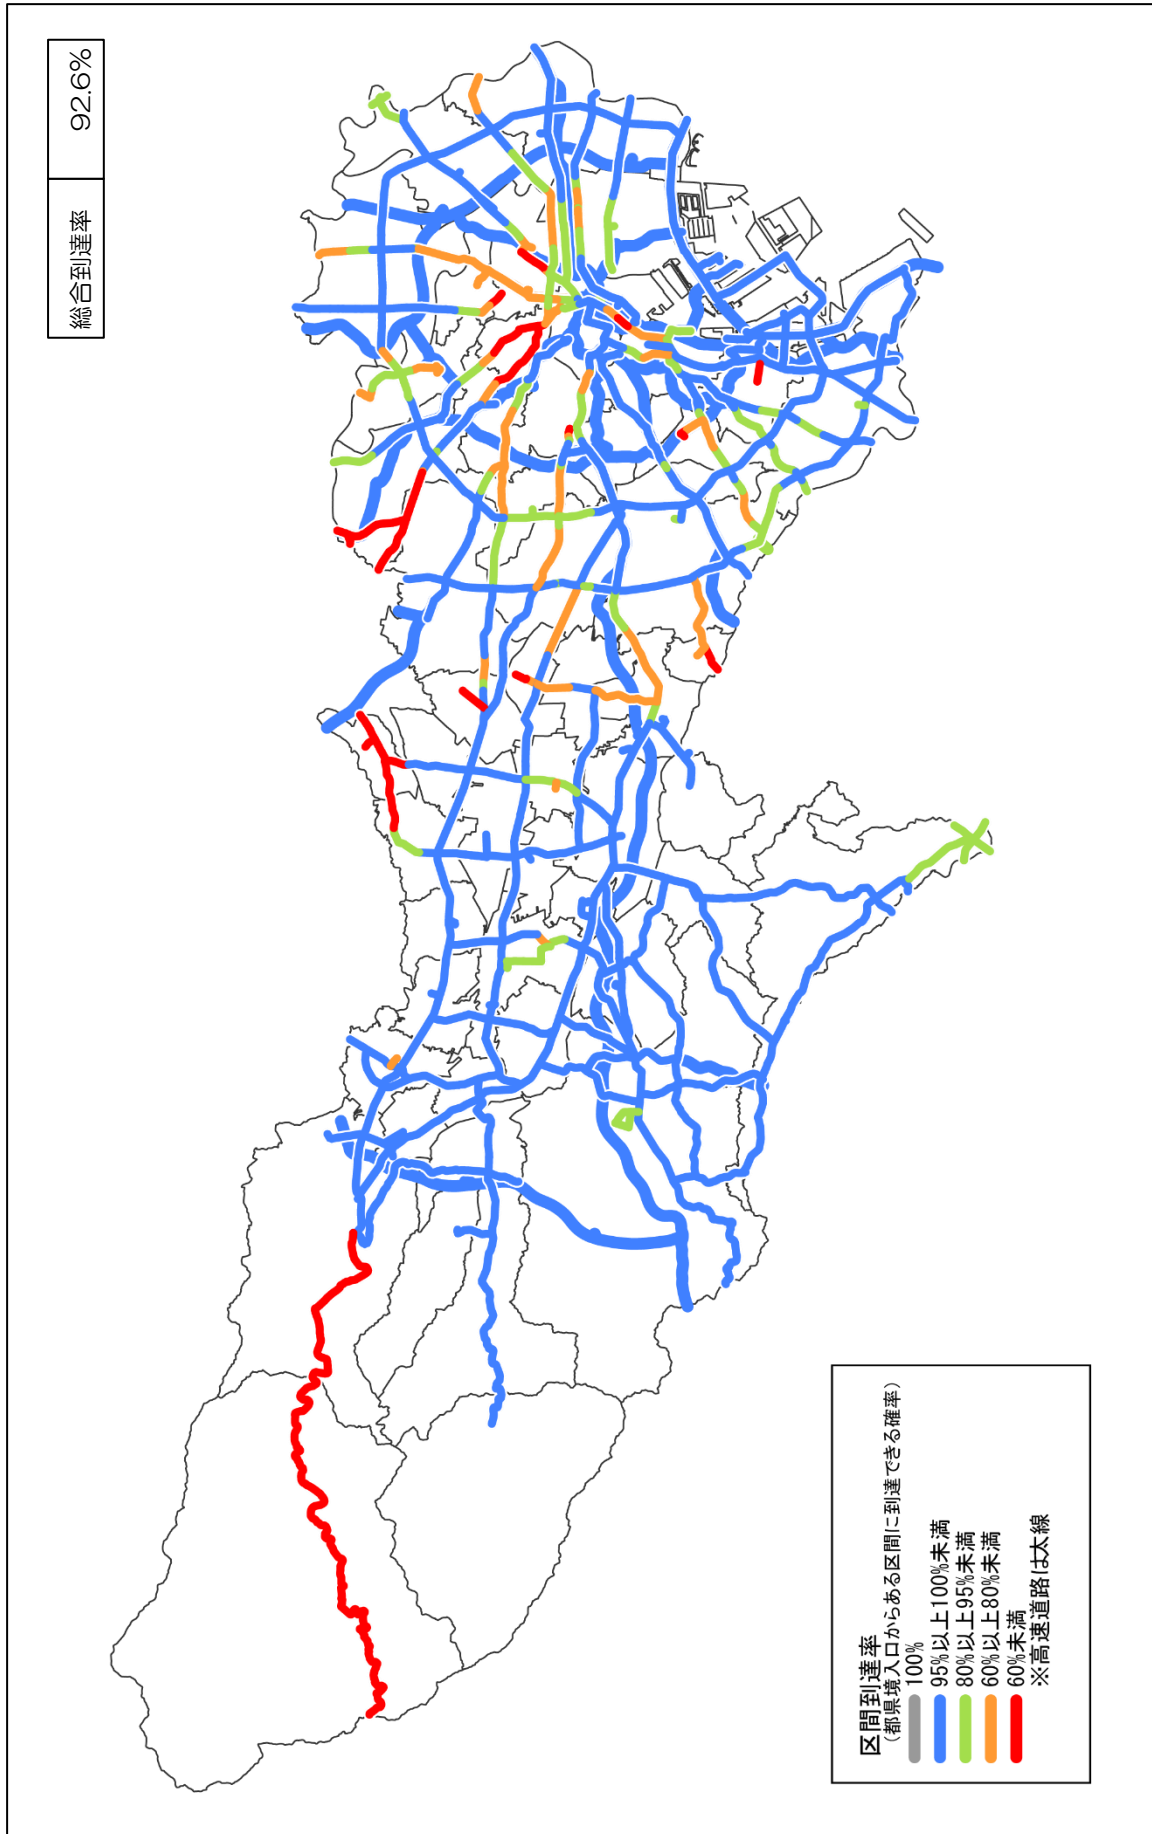 総合到達率 92.6%
区間到達率
(都県境入口からある区間に到達できる確率)
100%
95%以上100%未満
80%以上95%未満
60%以上80%未満
60%未満
※高速道路は太線